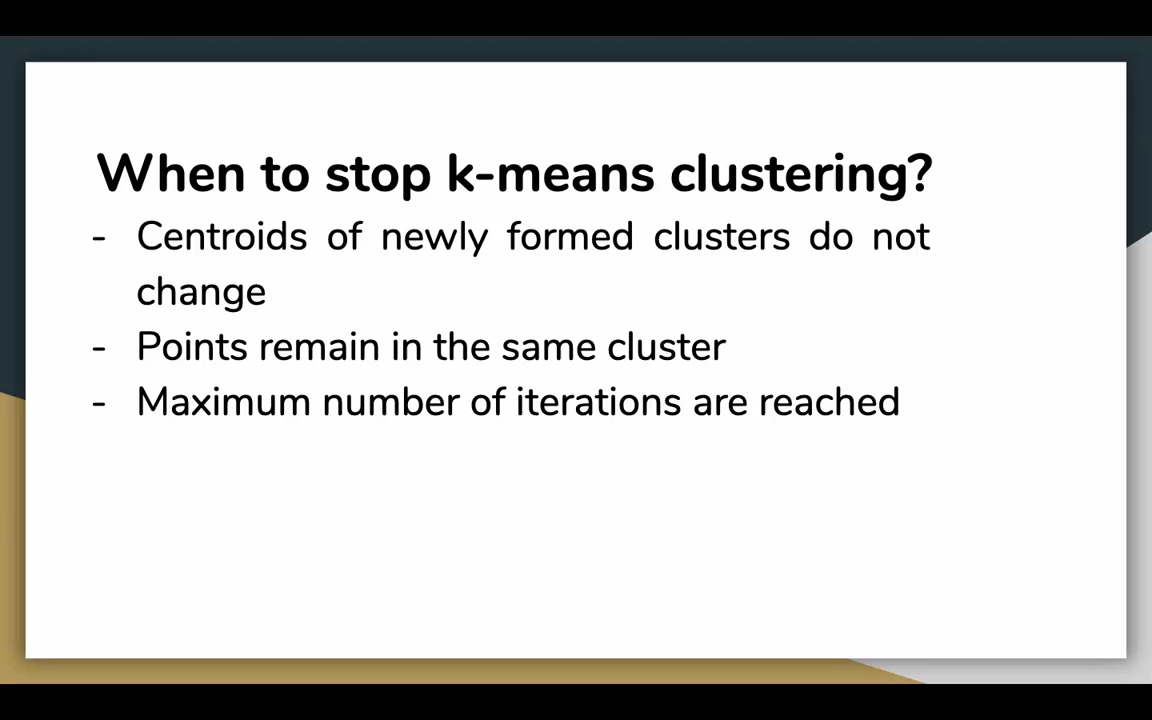 When to stop k-means clustering?
- Centroids of newly formed clusters do not
change
- Points remain in the same cluster
- Maximum number of iterations are reached